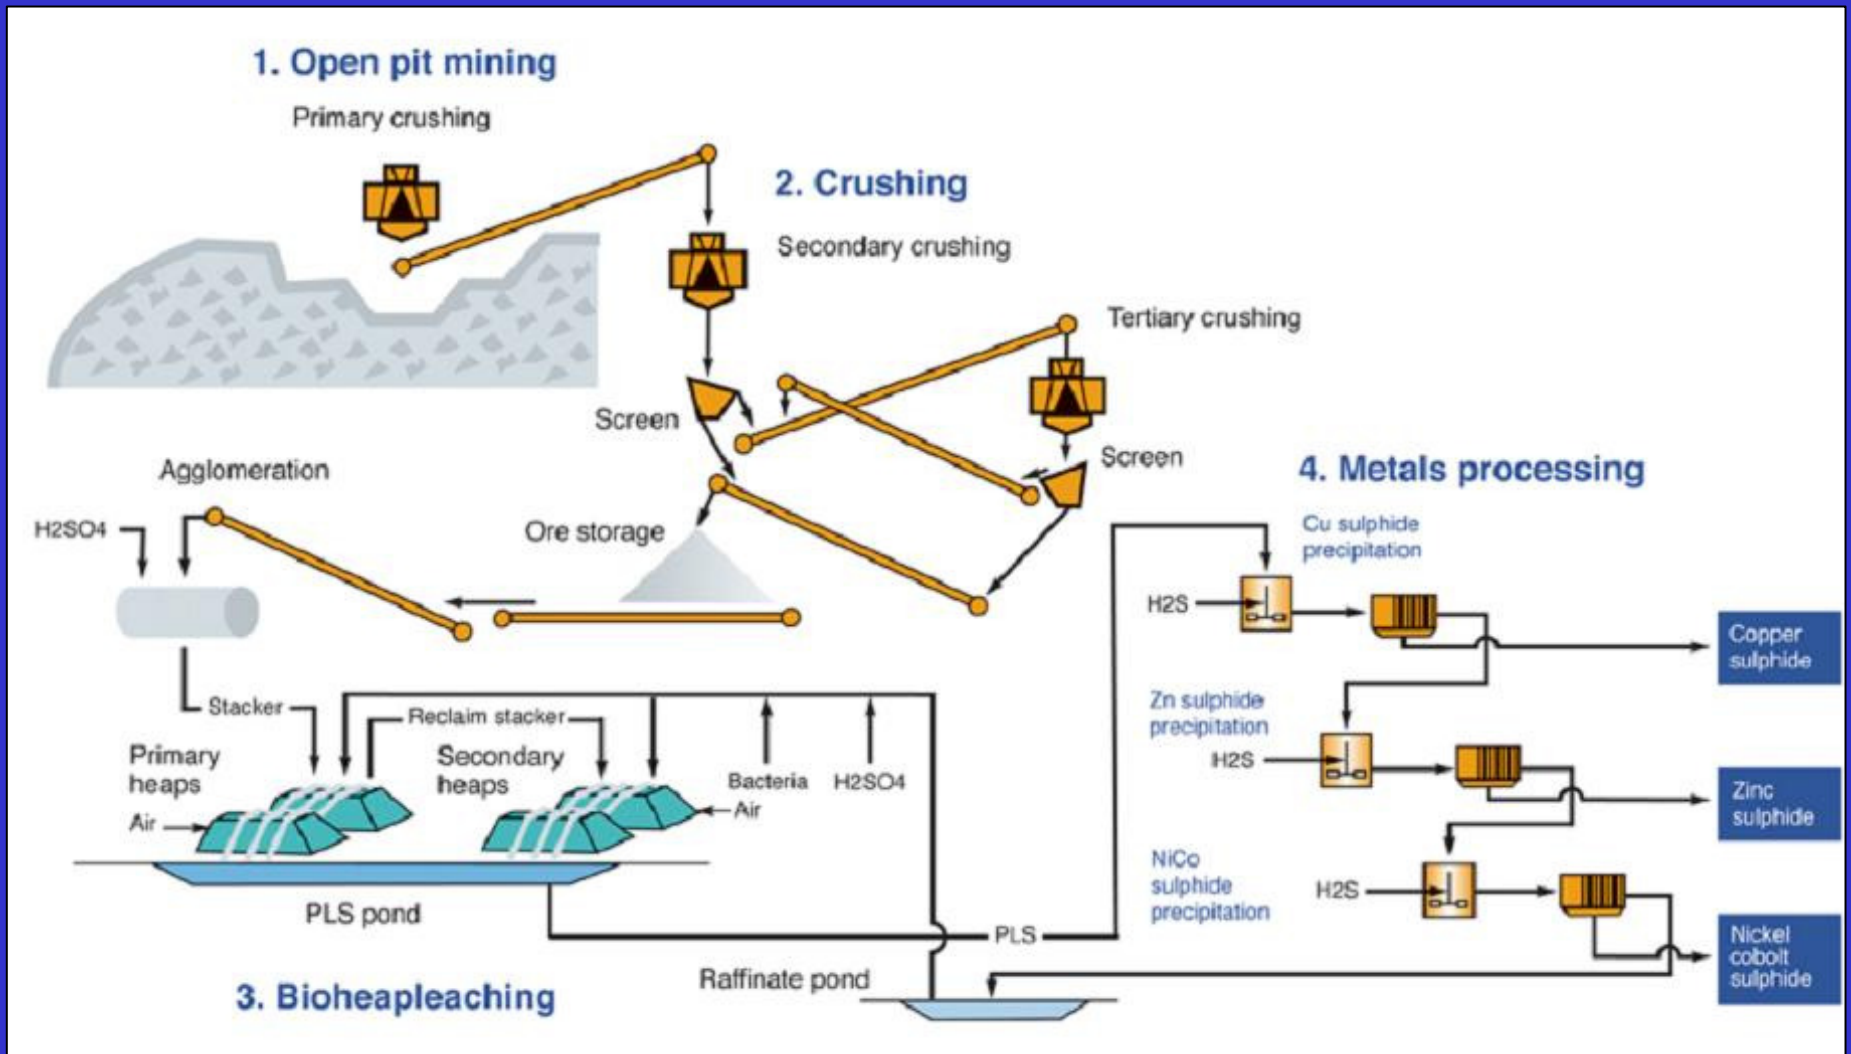 1. Open pit mining
Primary crushing
2. Crushing
Secondary crushing
Tertiary crushing
Screen
Screen
Agglomeration
H2SO4
Ore storage
Stacker
Reclaim stacker
Primary
heaps
Secondary
heaps
Bacteria
H2SO4
Air
Air
PLS pond
PLS
Raffinate pond
3. Bioheapleaching
4. Metals processing
Cu sulphide
precipitation
H2S
Copper
sulphide
Zn sulphide
precipitation
H2S
Zinc
sulphide
NiCo
sulphide
precipitation
H2S
Nickel
cobolt
sulphide